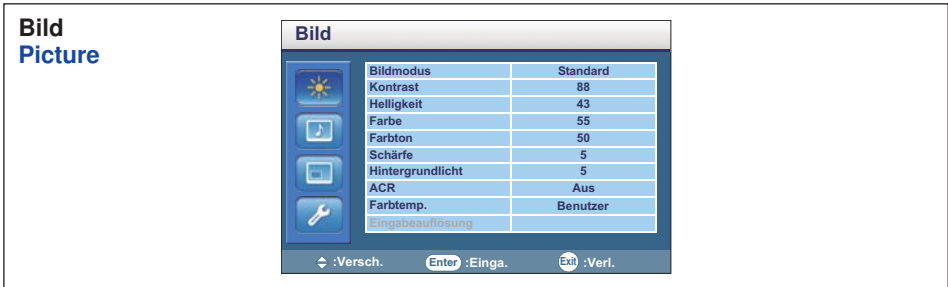 Bild
Picture
Bild
Bildmodus Standard
Kontrast 88
Helligkeit 43
Farbe 55
Farbton 50
Schärfe 5
Hintergrundlicht 5
ACR Aus
Farbtemp. Benutzer
Eingabeauflösung
:Versch. Enter :Einga. Exit :Verl.